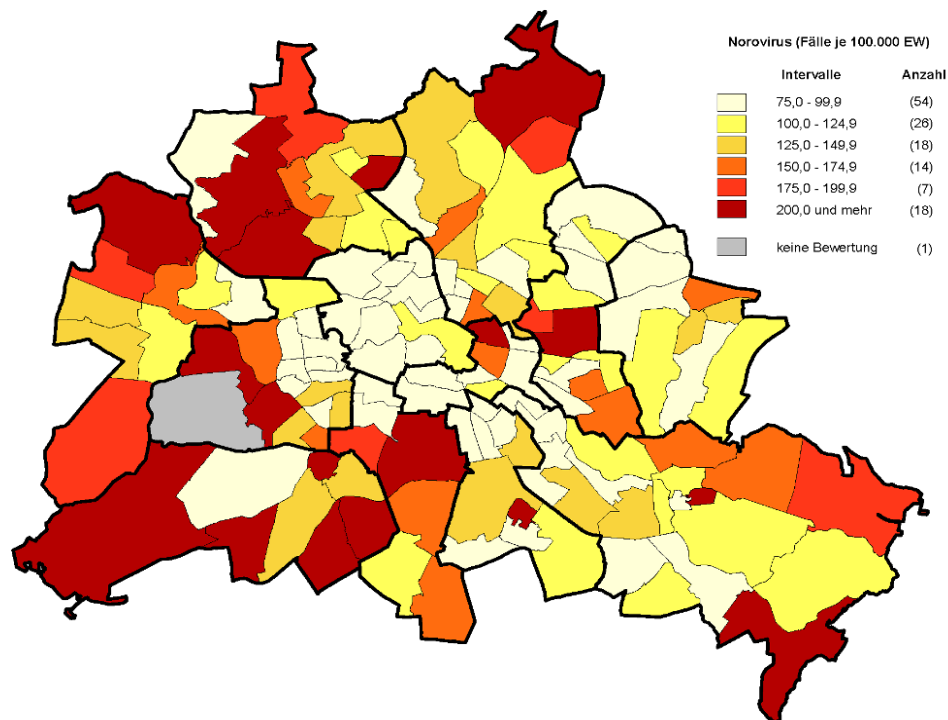 Norovirus (Fälle je 100.000 EW)
Intervalle Anzahl
75,0 - 99,9 (54)
100,0 - 124,9 (26)
125,0 - 149,9 (18)
150,0 - 174,9 (14)
175,0 - 199,9 (7)
200,0 und mehr (18)
keine Bewertung (1)